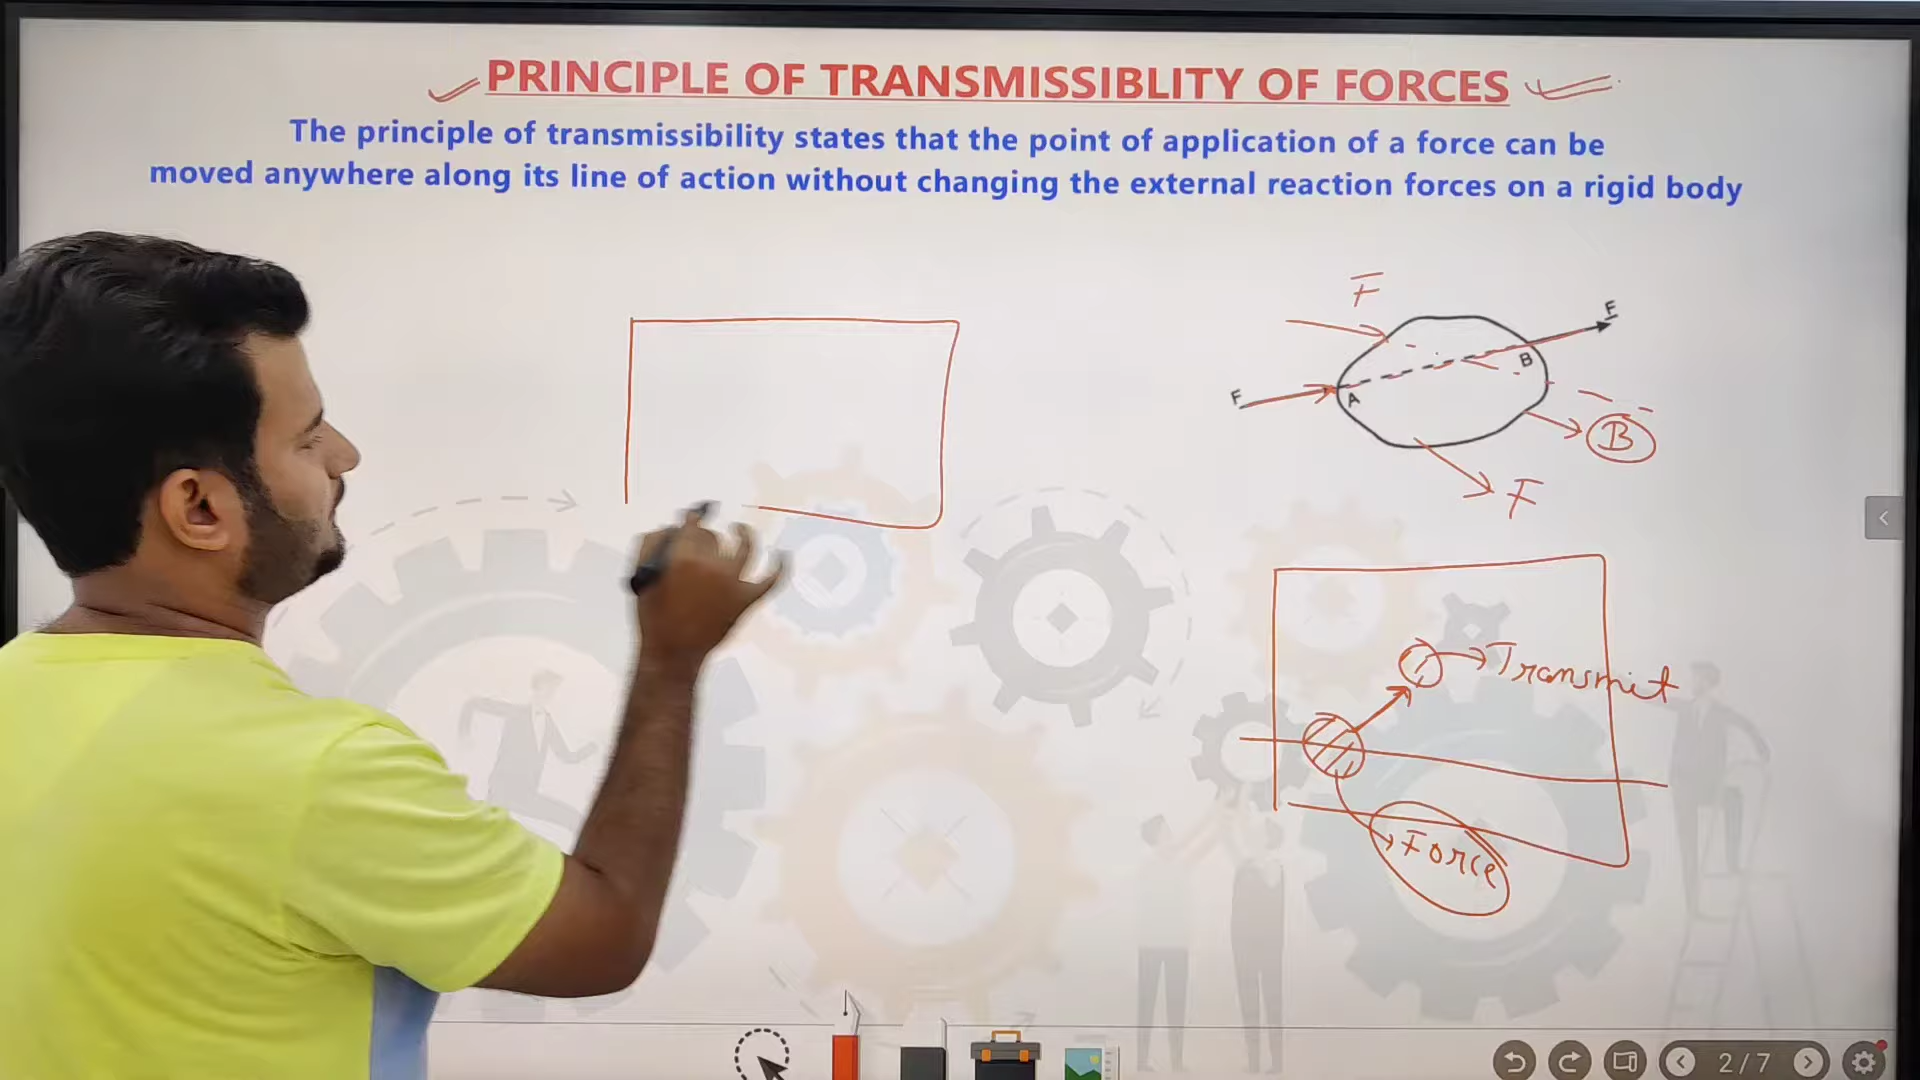 PRINCIPLE OF TRANSMISSIBLITY OF FORCES
The principle of transmissibility states that the point of application of a force can be
moved anywhere along its line of action without changing the external reaction forces on a rigid body
F
F
F
A
B
B
F
Transmit
Force
2/7